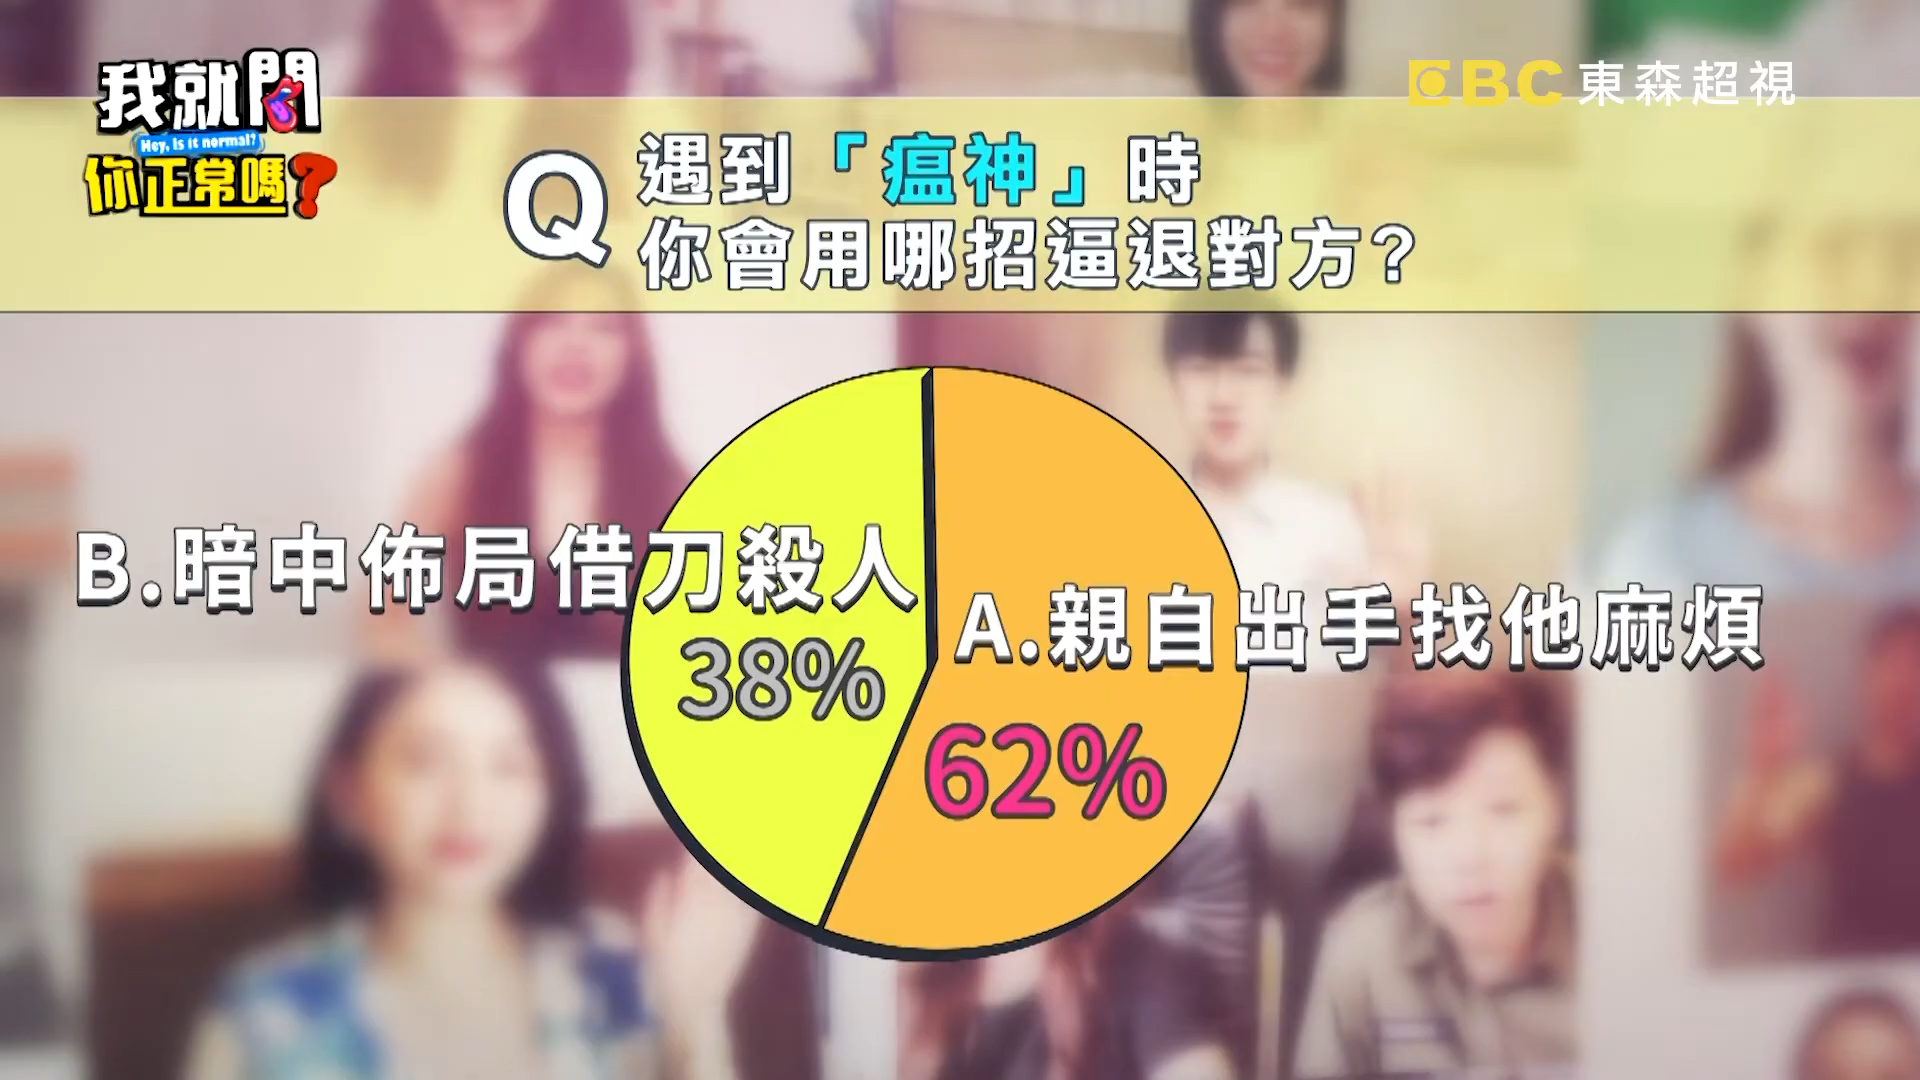 我就問
Hey, is it normal?
你正常嗎?
EBC 東森超視
Q 遇到「瘟神」時
你會用哪招逼退對方?
B.暗中佈局借刀殺人
38%
A.親自出手找他麻煩
62%